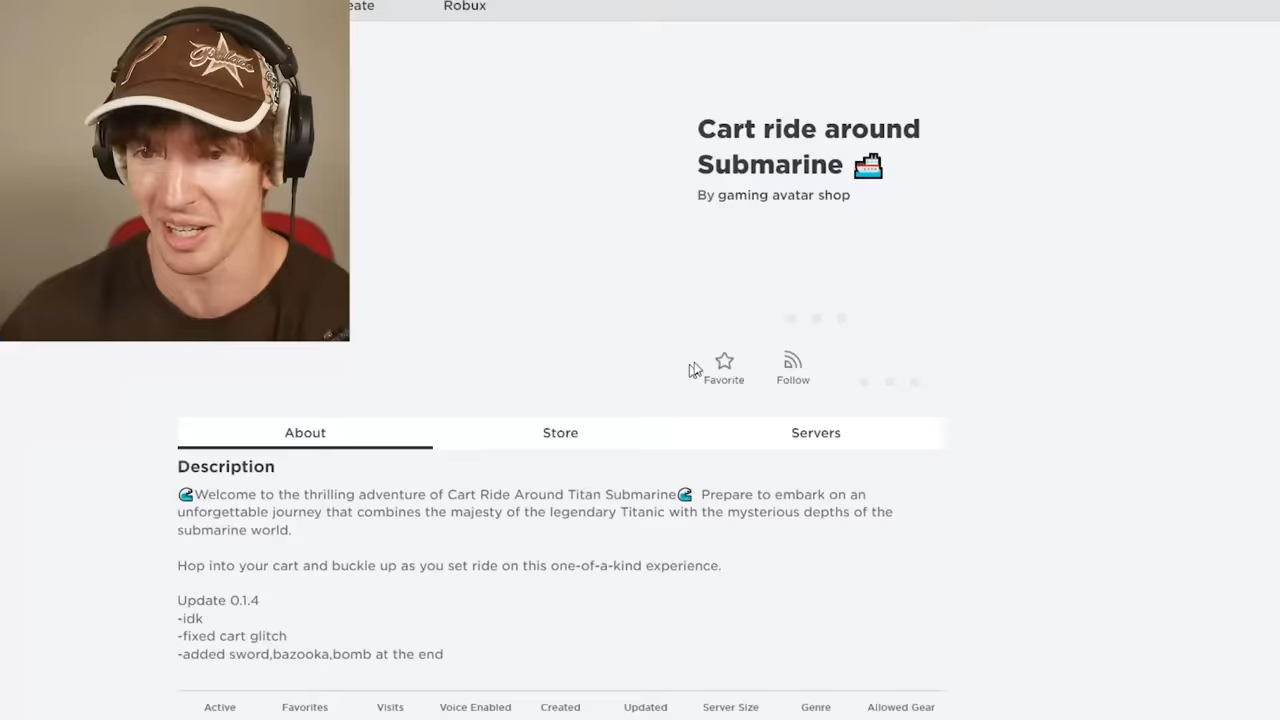 eate Robux
Cart ride around
Submarine 🚢
By gaming avatar shop
Favorite Follow
About Store Servers
Description
🌊Welcome to the thrilling adventure of Cart Ride Around Titan Submarine🌊 Prepare to embark on an
unforgettable journey that combines the majesty of the legendary Titanic with the mysterious depths of the
submarine world.
Hop into your cart and buckle up as you set ride on this one-of-a-kind experience.
Update 0.1.4
-idk
-fixed cart glitch
-added sword,bazooka,bomb at the end
Active Favorites Visits Voice Enabled Created Updated Server Size Genre Allowed Gear